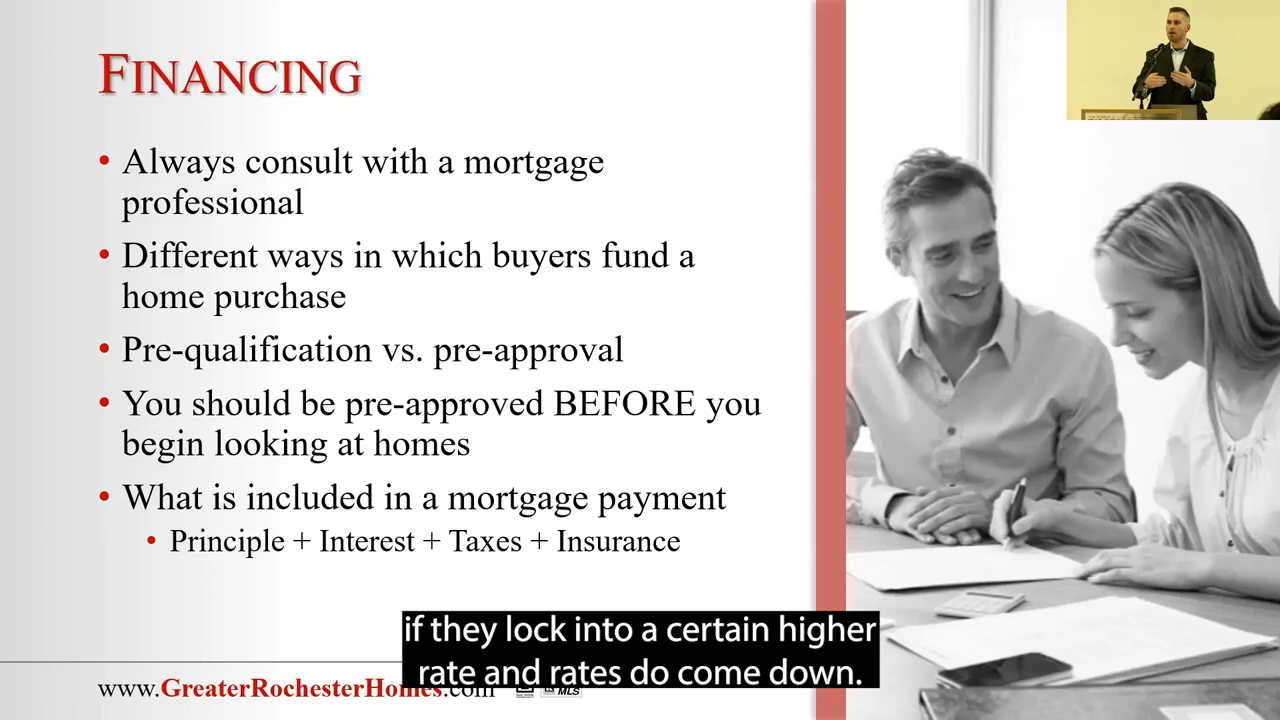 FINANCING
• Always consult with a mortgage
professional
• Different ways in which buyers fund a
home purchase
• Pre-qualification vs. pre-approval
• You should be pre-approved BEFORE you
begin looking at homes
• What is included in a mortgage payment
• Principle + Interest + Taxes + Insurance
if they lock into a certain higher
rate and rates do come down.
www.GreaterRochesterHomes.com
MLS